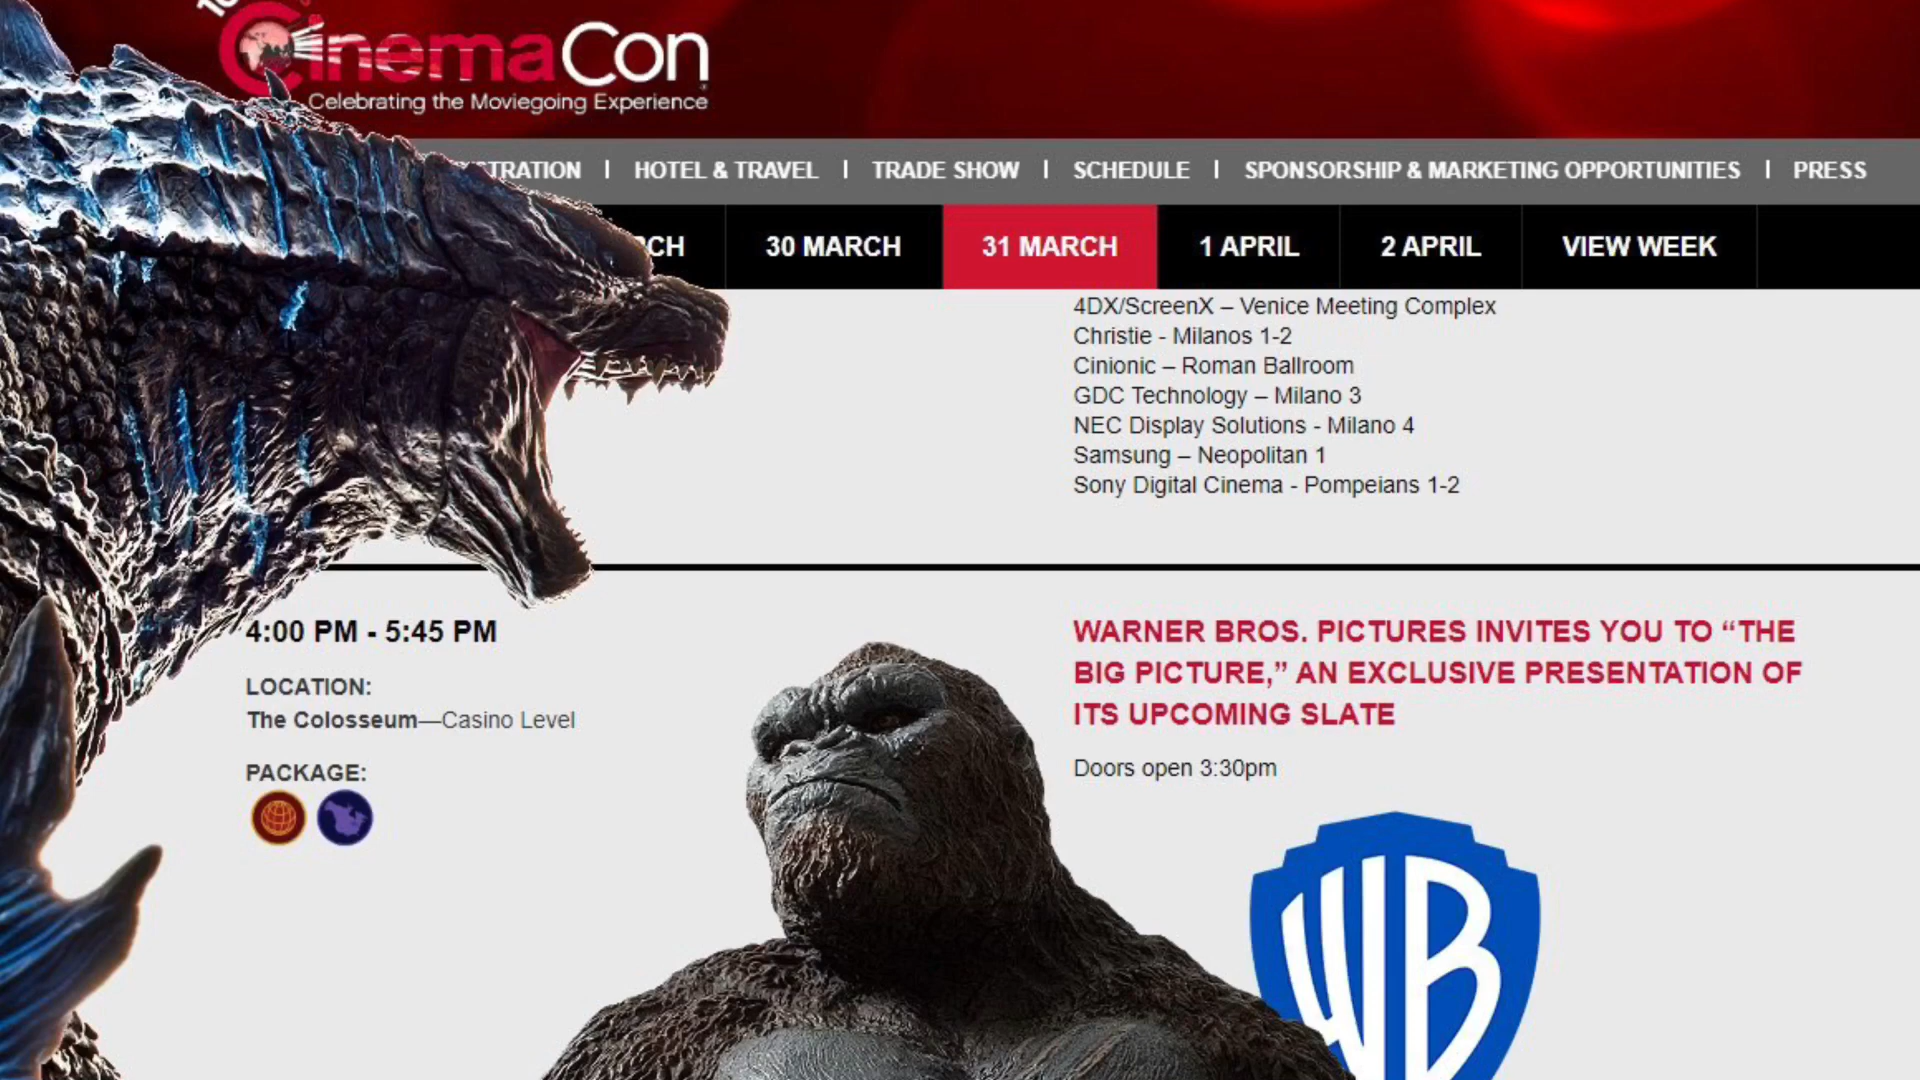 CinemaCon
Celebrating the Moviegoing Experience
TRATION | HOTEL & TRAVEL | TRADE SHOW | SCHEDULE | SPONSORSHIP & MARKETING OPPORTUNITIES | PRESS
RCH 30 MARCH 31 MARCH 1 APRIL 2 APRIL VIEW WEEK
4DX/ScreenX – Venice Meeting Complex
Christie - Milanos 1-2
Cinionic – Roman Ballroom
GDC Technology – Milano 3
NEC Display Solutions - Milano 4
Samsung – Neopolitan 1
Sony Digital Cinema - Pompeians 1-2
4:00 PM - 5:45 PM
LOCATION:
The Colosseum—Casino Level
PACKAGE:
WARNER BROS. PICTURES INVITES YOU TO “THE
BIG PICTURE,” AN EXCLUSIVE PRESENTATION OF
ITS UPCOMING SLATE
Doors open 3:30pm
WB